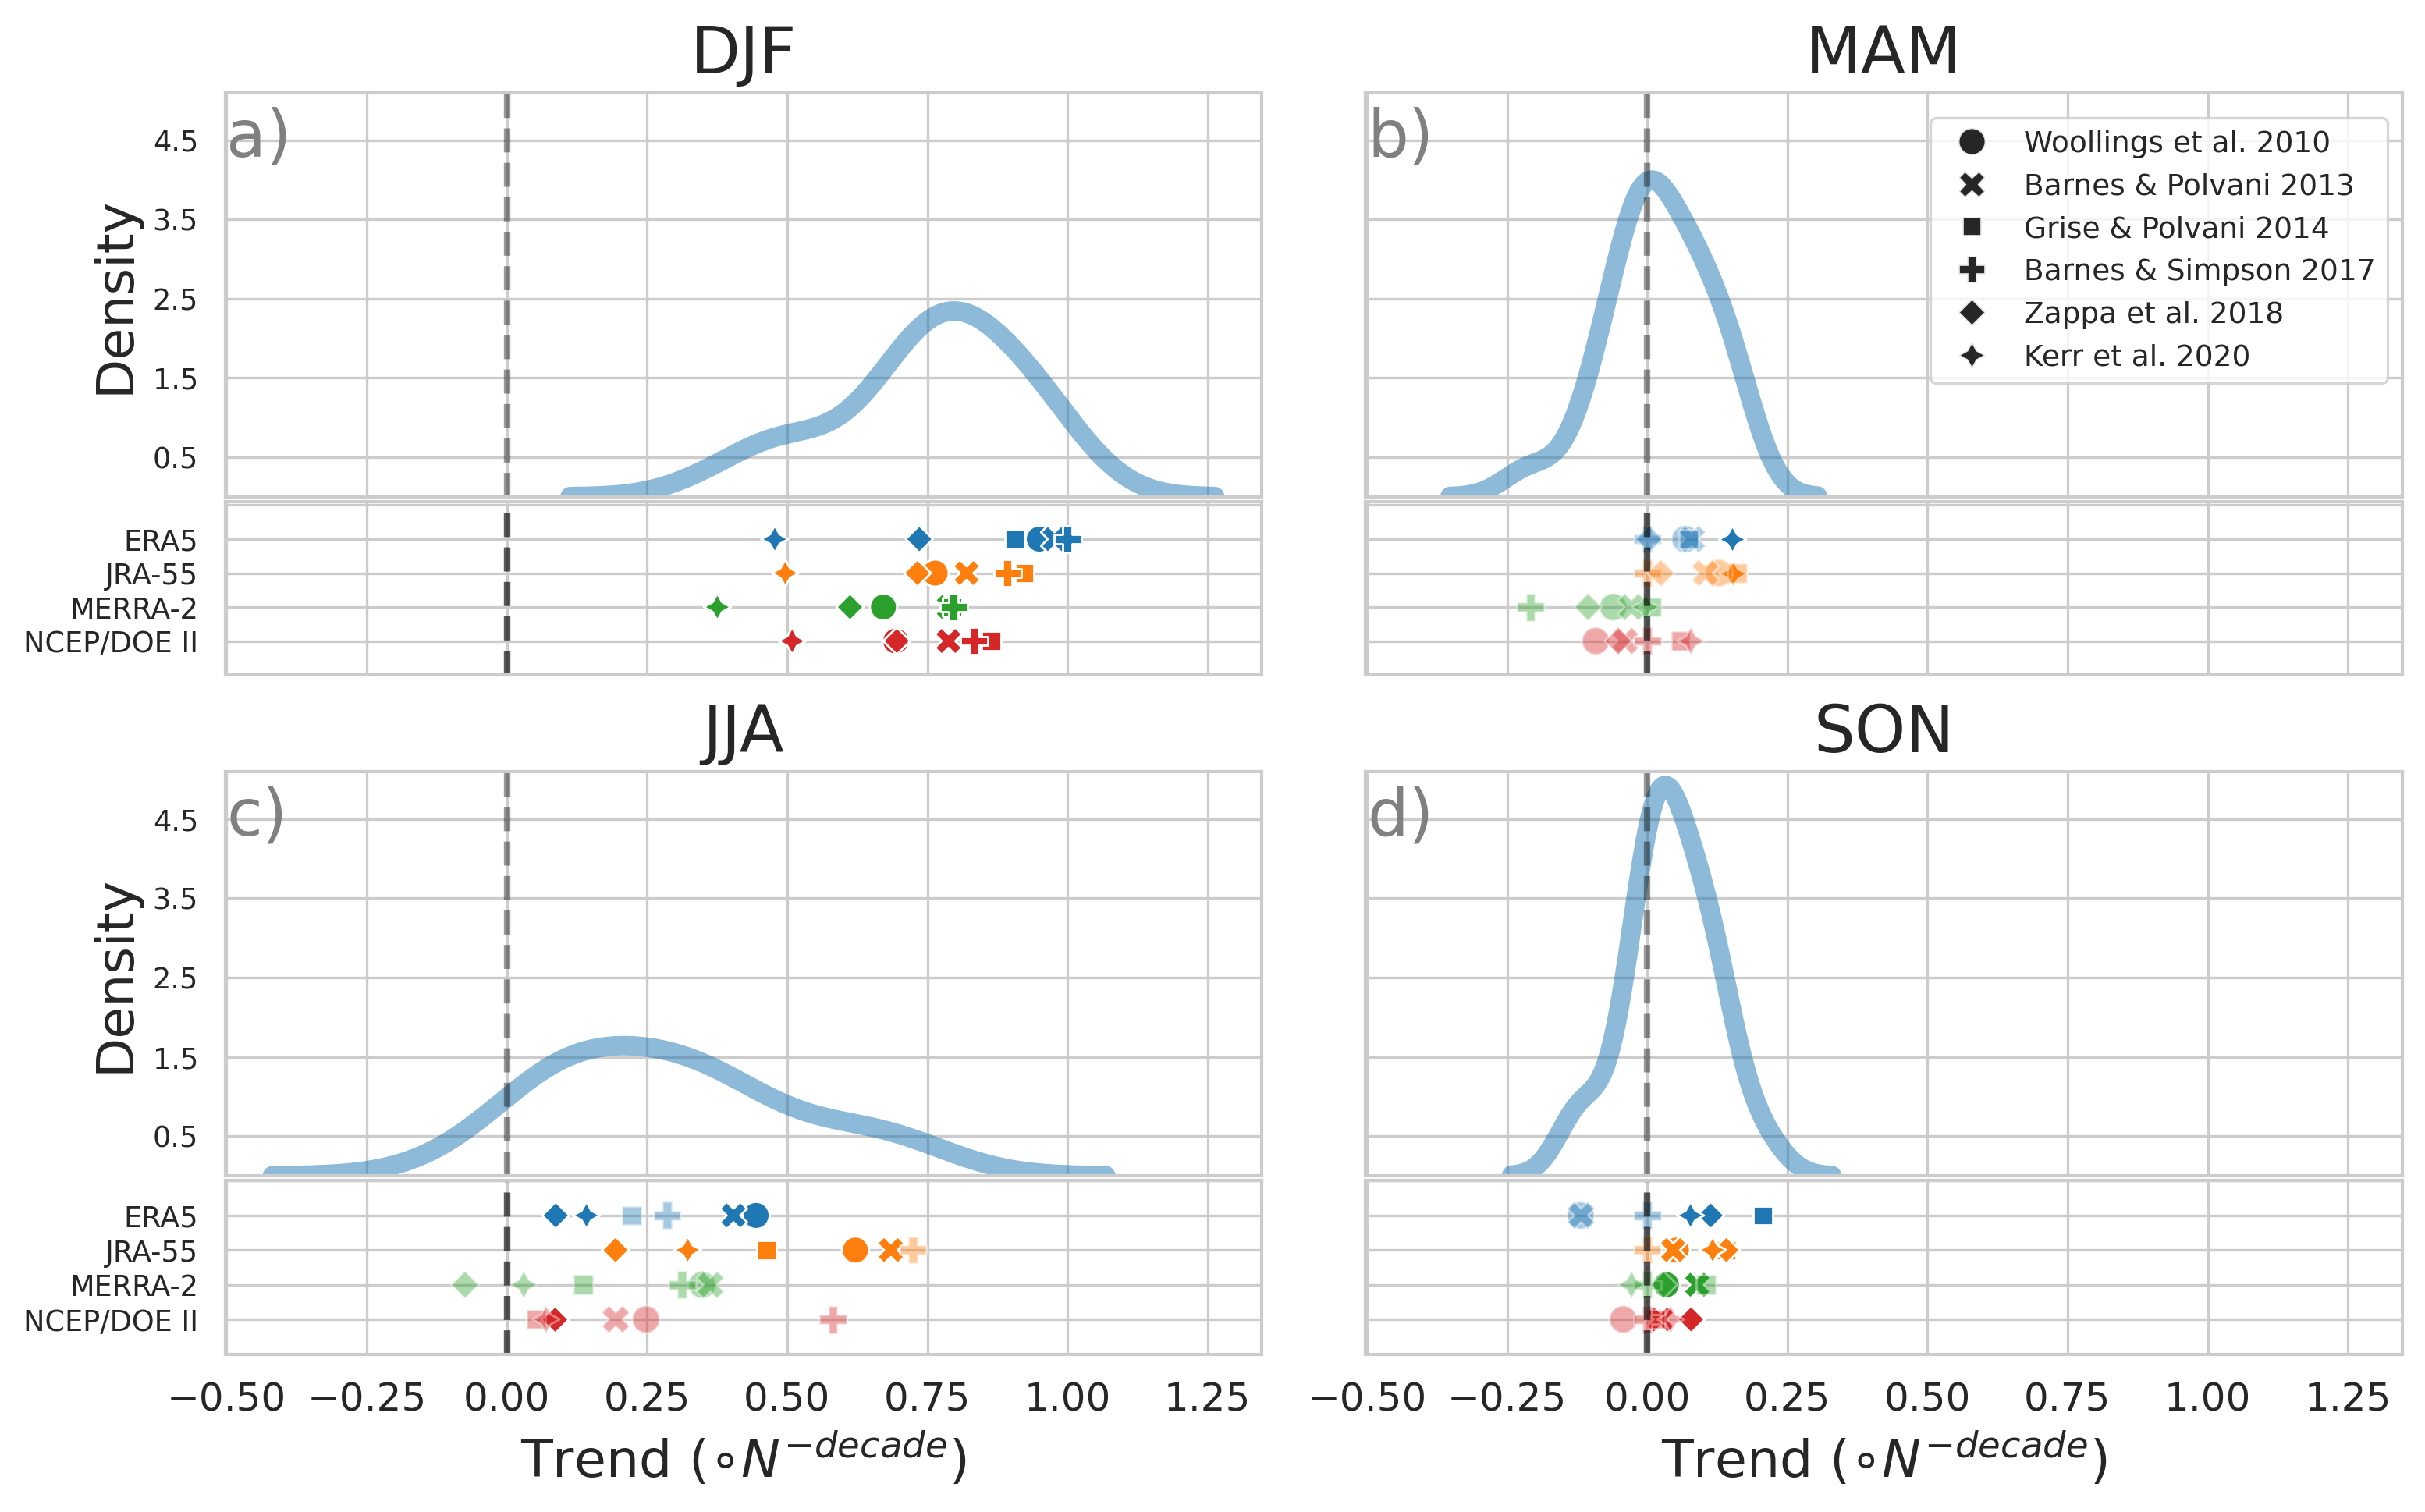 DJF
MAM
a)
b)
4.5
3.5
2.5
1.5
0.5
Density
Woollings et al. 2010
Barnes & Polvani 2013
Grise & Polvani 2014
Barnes & Simpson 2017
Zappa et al. 2018
Kerr et al. 2020
ERA5
JRA-55
MERRA-2
NCEP/DOE II
JJA
SON
c)
d)
4.5
3.5
2.5
1.5
0.5
Density
ERA5
JRA-55
MERRA-2
NCEP/DOE II
−0.50 −0.25 0.00 0.25 0.50 0.75 1.00 1.25
−0.50 −0.25 0.00 0.25 0.50 0.75 1.00 1.25
Trend (∘N^{−decade})
Trend (∘N^{−decade})